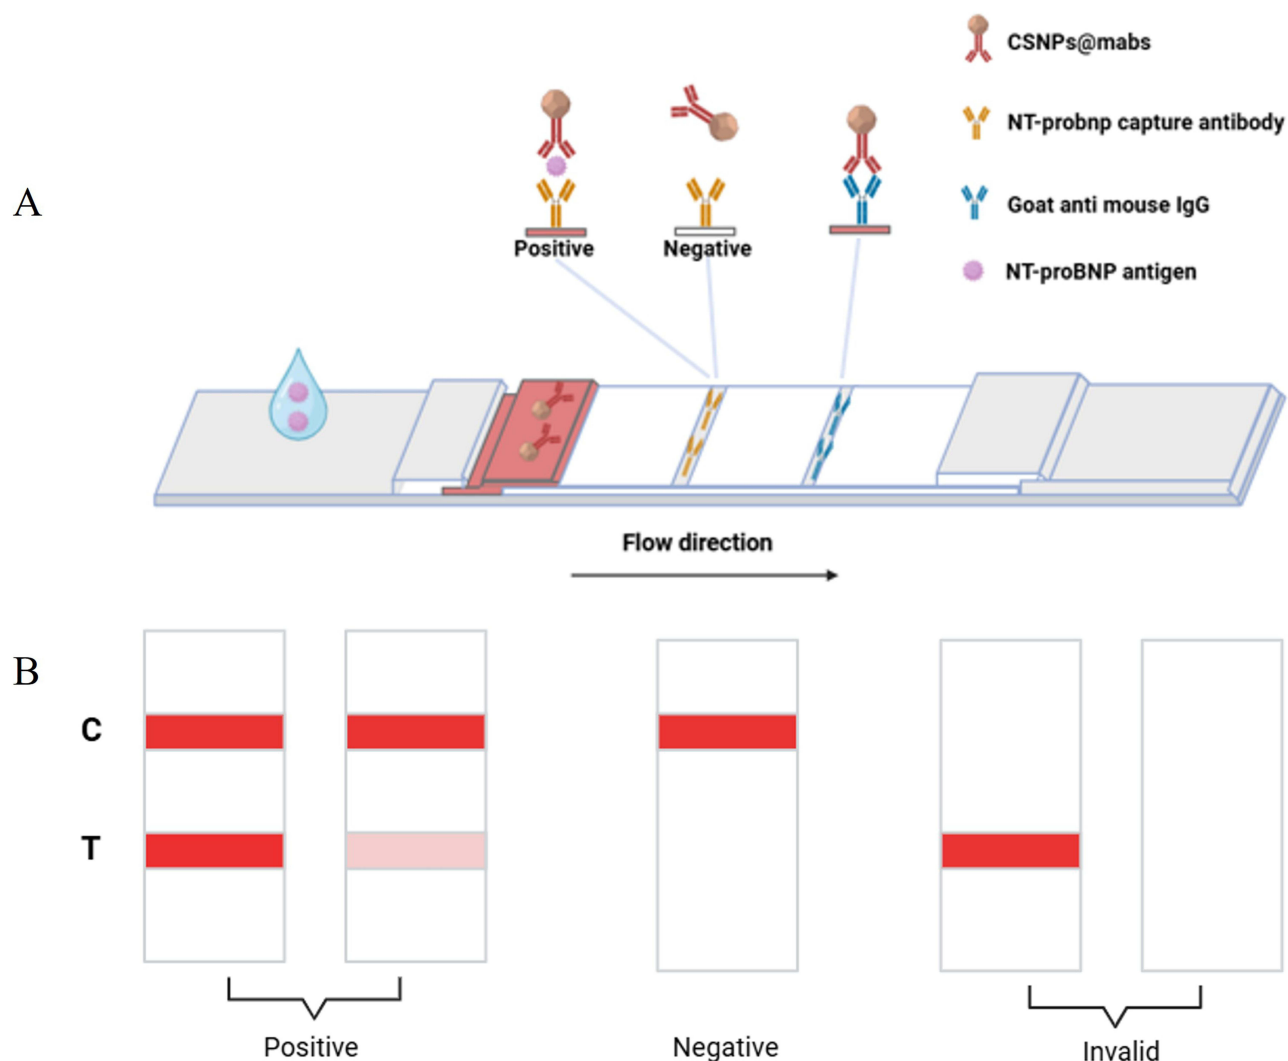 A
CSNPs@mabs
NT-probnp capture antibody
Goat anti mouse IgG
NT-proBNP antigen
Positive
Negative
Flow direction
B
C
T
Positive
Negative
Invalid